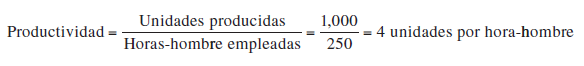 Productividad = Unidades producidas / Horas-hombre empleadas = 1,000 / 250 = 4 unidades por hora-hombre